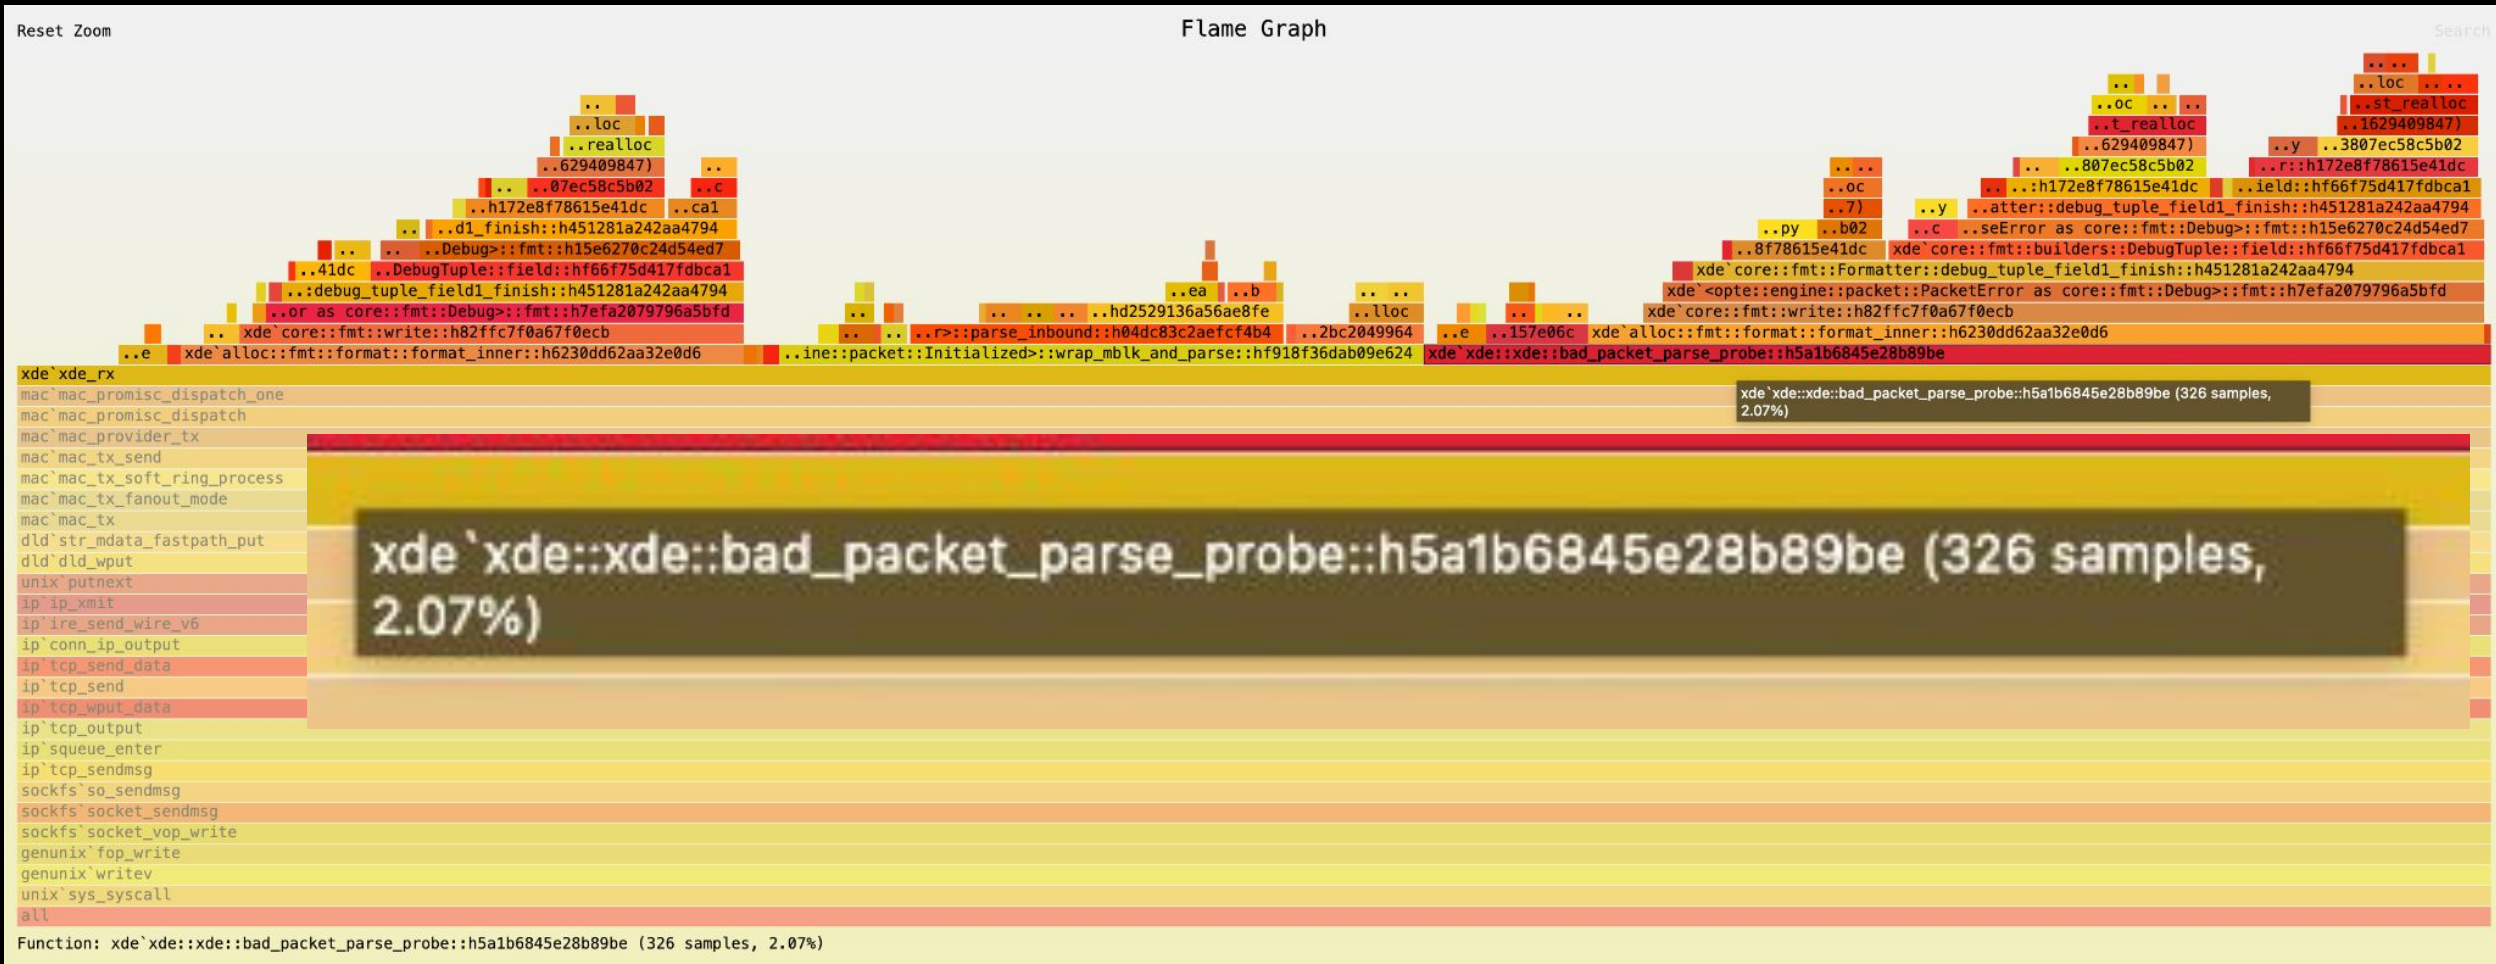 Reset Zoom
Flame Graph
Search
.. ..
..loc .. ..
..
..oc .. ..
..st_realloc
..
..loc
..t_realloc
..1629409847)
..realloc
..629409847)
..y ..3807ec58c5b02
..629409847)
..
.. ..
.. ..807ec58c5b02
..r::h172e8f78615e41dc
.. ..07ec58c5b02
..c
..oc
.. ..:h172e8f78615e41dc
..ield::hf66f75d417fdbca1
..h172e8f78615e41dc
..ca1
..7)
..y
..atter::debug_tuple_field1_finish::h451281a242aa4794
.. ..d1_finish::h451281a242aa4794
..py ..b02
..c ..seError as core::fmt::Debug>::fmt::h15e6270c24d54ed7
.. .. ..Debug>::fmt::h15e6270c24d54ed7
..8f78615e41dc
xde`core::fmt::builders::DebugTuple::field::hf66f75d417fdbca1
..41dc ..DebugTuple::field::hf66f75d417fdbca1
xde`core::fmt::Formatter::debug_tuple_field1_finish::h451281a242aa4794
..:debug_tuple_field1_finish::h451281a242aa4794
..ea ..b .. ..
xde`<opte::engine::packet::PacketError as core::fmt::Debug>::fmt::h7efa2079796a5bfd
..or as core::fmt::Debug>::fmt::h7efa2079796a5bfd
.. .. .. .. ..hd2529136a56ae8fe ..lloc .. ..
xde`core::fmt::write::h82ffc7f0a67f0ecb
.. xde`core::fmt::write::h82ffc7f0a67f0ecb
.. .. ..r>::parse_inbound::h04dc83c2aefcf4b4 ..2bc2049964 ..e ..157e06c
xde`alloc::fmt::format::format_inner::h6230dd62aa32e0d6
..e xde`alloc::fmt::format::format_inner::h6230dd62aa32e0d6
..ine::packet::Initialized>::wrap_mblk_and_parse::hf918f36dab09e624
xde`xde::xde::bad_packet_parse_probe::h5a1b6845e28b89be
xde`xde_rx
mac`mac_promisc_dispatch_one
xde`xde::xde::bad_packet_parse_probe::h5a1b6845e28b89be (326 samples,
2.07%)
mac`mac_promisc_dispatch
mac`mac_provider_tx
mac`mac_tx_send
mac`mac_tx_soft_ring_process
mac`mac_tx_fanout_mode
mac`mac_tx
dld`str_mdata_fastpath_put
dld`dld_wput
unix`putnext
ip`ip_xmit
ip`ire_send_wire_v6
ip`conn_ip_output
ip`tcp_send_data
ip`tcp_send
ip`tcp_wput_data
xde`xde::xde::bad_packet_parse_probe::h5a1b6845e28b89be (326 samples,
2.07%)
ip`tcp_output
ip`squeue_enter
ip`tcp_sendmsg
sockfs`so_sendmsg
sockfs`socket_sendmsg
sockfs`socket_vop_write
genunix`fop_write
genunix`writev
unix`sys_syscall
all
Function: xde`xde::xde::bad_packet_parse_probe::h5a1b6845e28b89be (326 samples, 2.07%)